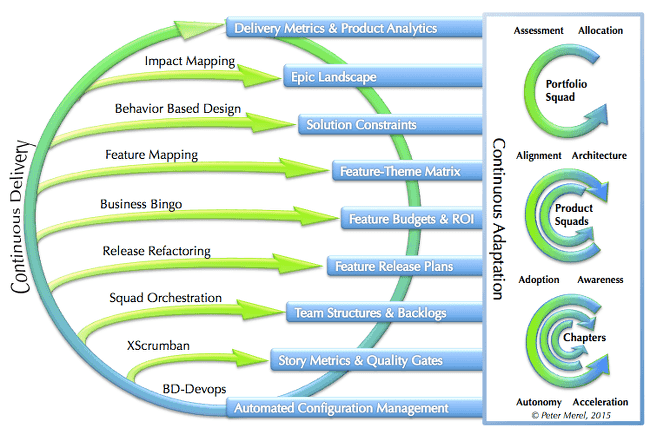 Delivery Metrics & Product Analytics
Impact Mapping
Epic Landscape
Behavior Based Design
Solution Constraints
Feature Mapping
Feature-Theme Matrix
Business Bingo
Feature Budgets & ROI
Release Refactoring
Feature Release Plans
Squad Orchestration
Team Structures & Backlogs
XScrumban
Story Metrics & Quality Gates
BD-Devops
Automated Configuration Management
Continuous Delivery
Continuous Adaptation
Assessment Allocation
Portfolio
Squad
Alignment Architecture
Product
Squads
Adoption Awareness
Chapters
Autonomy Acceleration
© Peter Merel, 2015